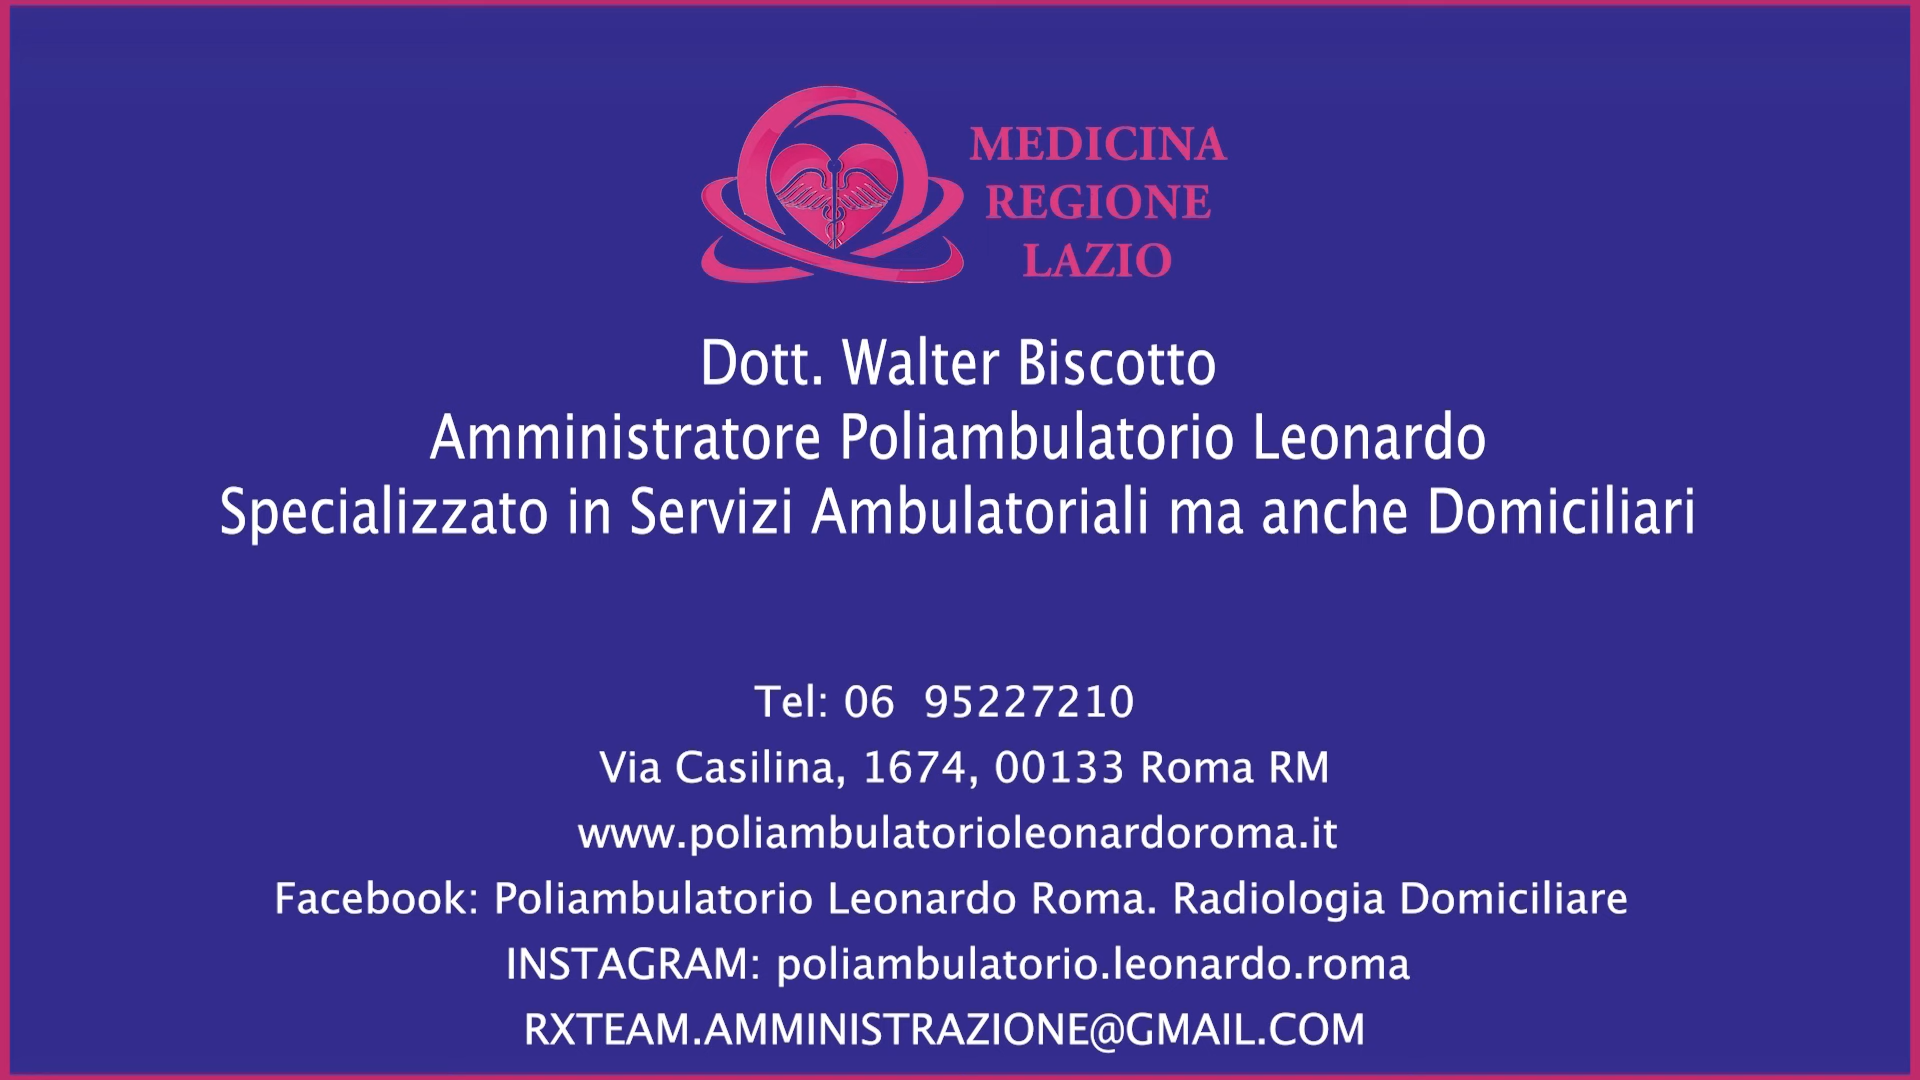 MEDICINA
REGIONE
LAZIO
Dott. Walter Biscotto
Amministratore Poliambulatorio Leonardo
Specializzato in Servizi Ambulatoriali ma anche Domiciliari
Tel: 06  95227210
Via Casilina, 1674, 00133 Roma RM
www.poliambulatorioleonardoroma.it
Facebook: Poliambulatorio Leonardo Roma. Radiologia Domiciliare
INSTAGRAM: poliambulatorio.leonardo.roma
RXTEAM.AMMINISTRAZIONE@GMAIL.COM